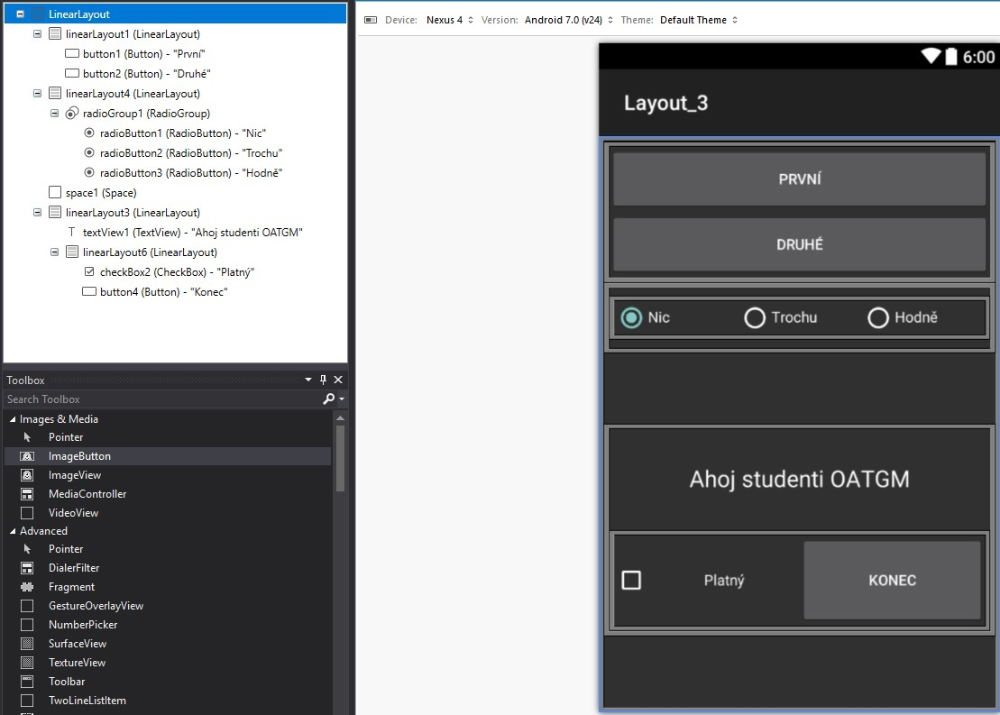 LinearLayout
linearLayout1 (LinearLayout)
button1 (Button) - "První"
button2 (Button) - "Druhé"
linearLayout4 (LinearLayout)
radioGroup1 (RadioGroup)
radioButton1 (RadioButton) - "Nic"
radioButton2 (RadioButton) - "Trochu"
radioButton3 (RadioButton) - "Hodně"
space1 (Space)
linearLayout3 (LinearLayout)
textView1 (TextView) - "Ahoj studenti OATGM"
linearLayout6 (LinearLayout)
checkBox2 (CheckBox) - "Platný"
button4 (Button) - "Konec"
Toolbox
Search Toolbox
Images & Media
Pointer
ImageButton
ImageView
MediaController
VideoView
Advanced
Pointer
DialerFilter
Fragment
GestureOverlayView
NumberPicker
SurfaceView
TextureView
Toolbar
TwoLineListItem
Device: Nexus 4 Version: Android 7.0 (v24) Theme: Default Theme
6:00
Layout_3
PRVNÍ
DRUHÉ
Nic Trochu Hodně
Ahoj studenti OATGM
Platný KONEC